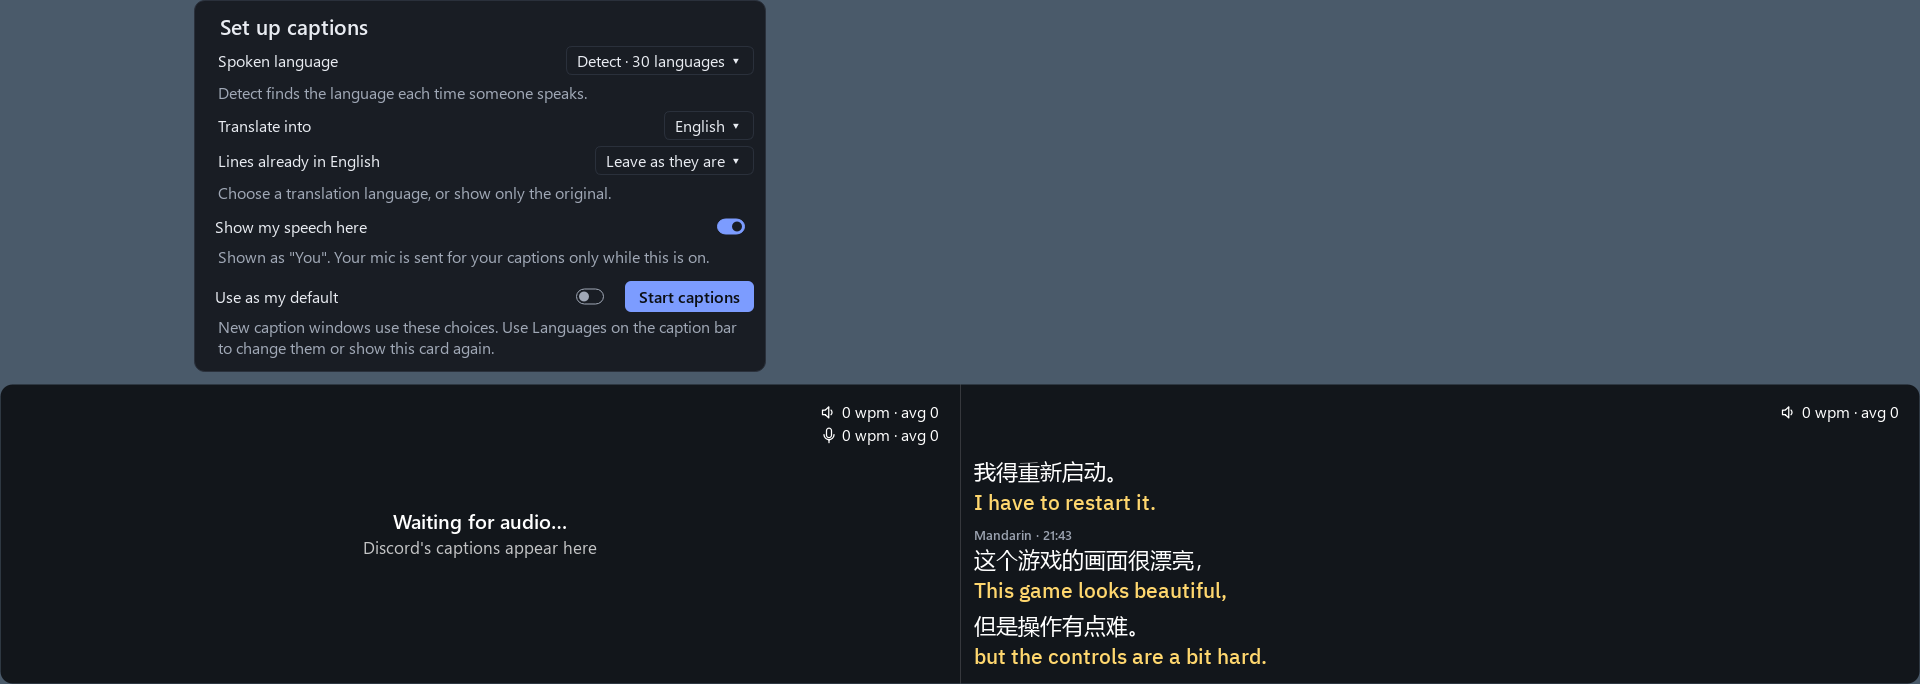 Set up captions
Spoken language
Detect · 30 languages ▼
Detect finds the language each time someone speaks.
Translate into
English ▼
Lines already in English
Leave as they are ▼
Choose a translation language, or show only the original.
Show my speech here
Shown as "You". Your mic is sent for your captions only while this is on.
Use as my default
Start captions
New caption windows use these choices. Use Languages on the caption bar
to change them or show this card again.
0 wpm · avg 0
0 wpm · avg 0
Waiting for audio...
Discord's captions appear here
0 wpm · avg 0
我得重新启动。
I have to restart it.
Mandarin · 21:43
这个游戏的画面很漂亮，
This game looks beautiful,
但是操作有点难。
but the controls are a bit hard.